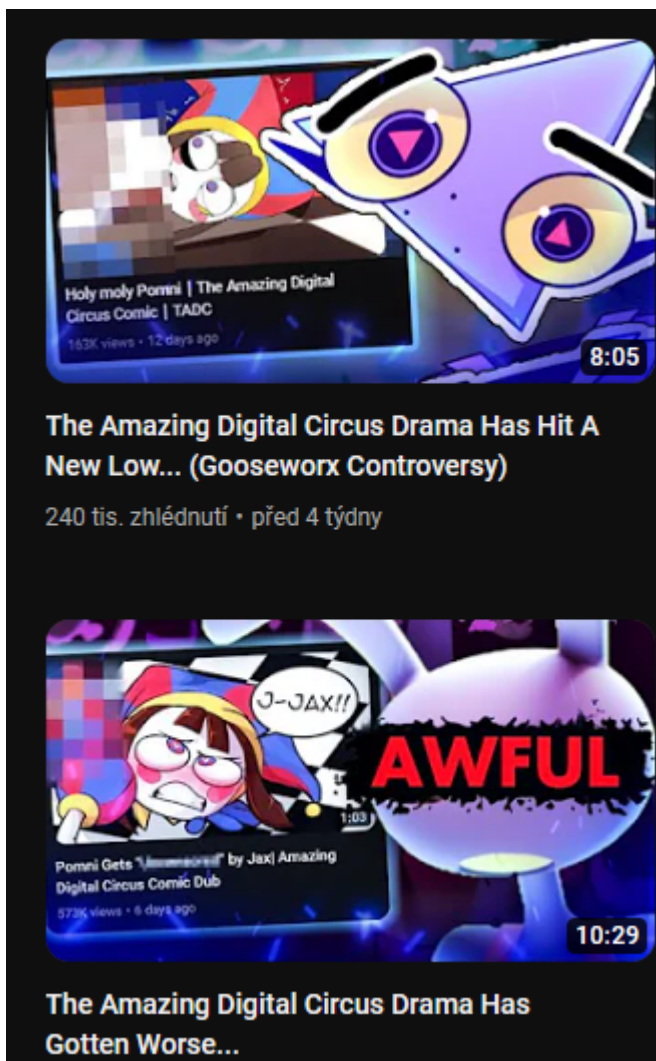 Holy moly Pomni | The Amazing Digital
Circus Comic | TADC
163K views • 12 days ago
8:05
The Amazing Digital Circus Drama Has Hit A
New Low... (Gooseworx Controversy)
240 tis. zhlédnutí • před 4 týdny
J-JAX!!
AWFUL
1:03
Pomni Gets " " by Jax| Amazing
Digital Circus Comic Dub
573K views • 6 days ago
10:29
The Amazing Digital Circus Drama Has
Gotten Worse...